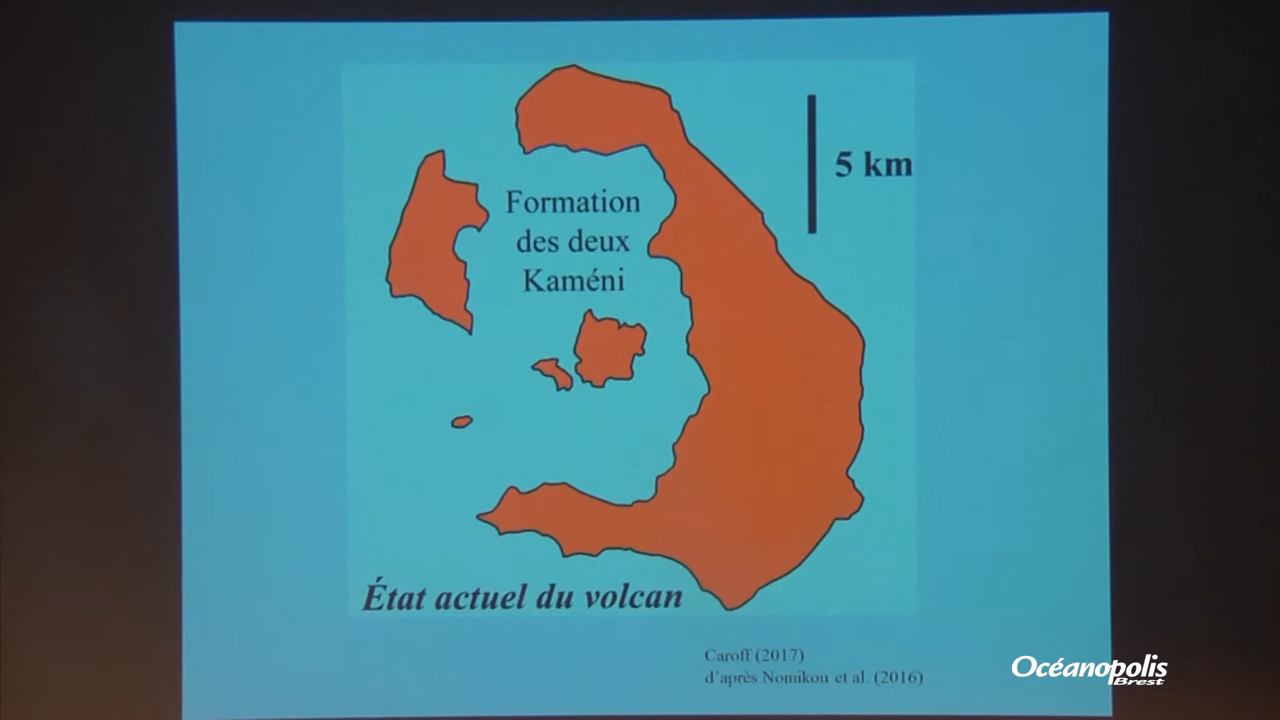 5 km
Formation
des deux
Kaméni
État actuel du volcan
Caroff (2017)
d'après Nomikou et al. (2016)
Océanopolis
Brest